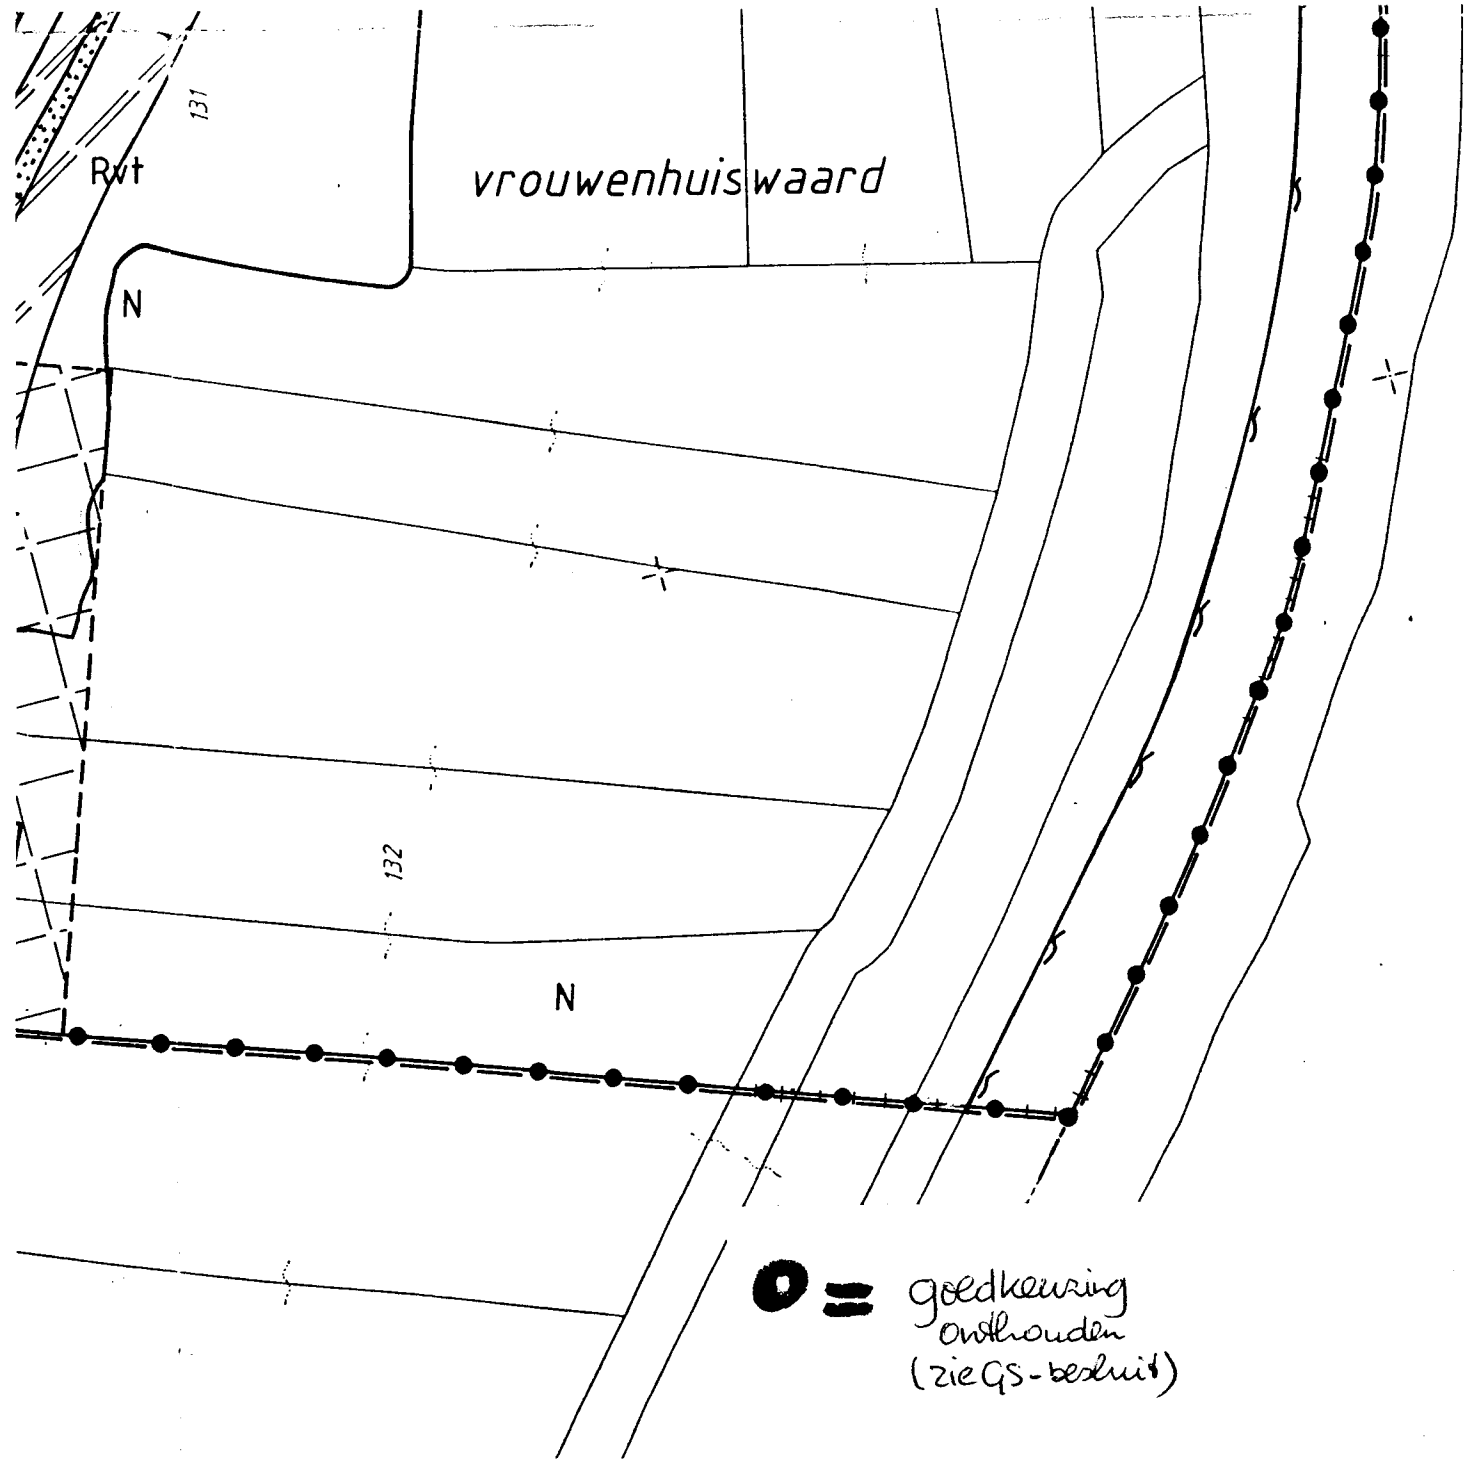 131
Rvt
vrouwenhuiswaard
N
132
N
O = goedkeuring
onthouden
(zie GS-besluit)